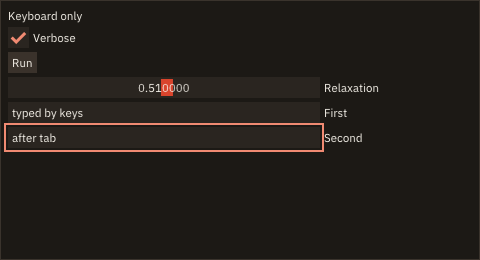 Keyboard only
Verbose
Run
0.510000 Relaxation
typed by keys First
after tab Second